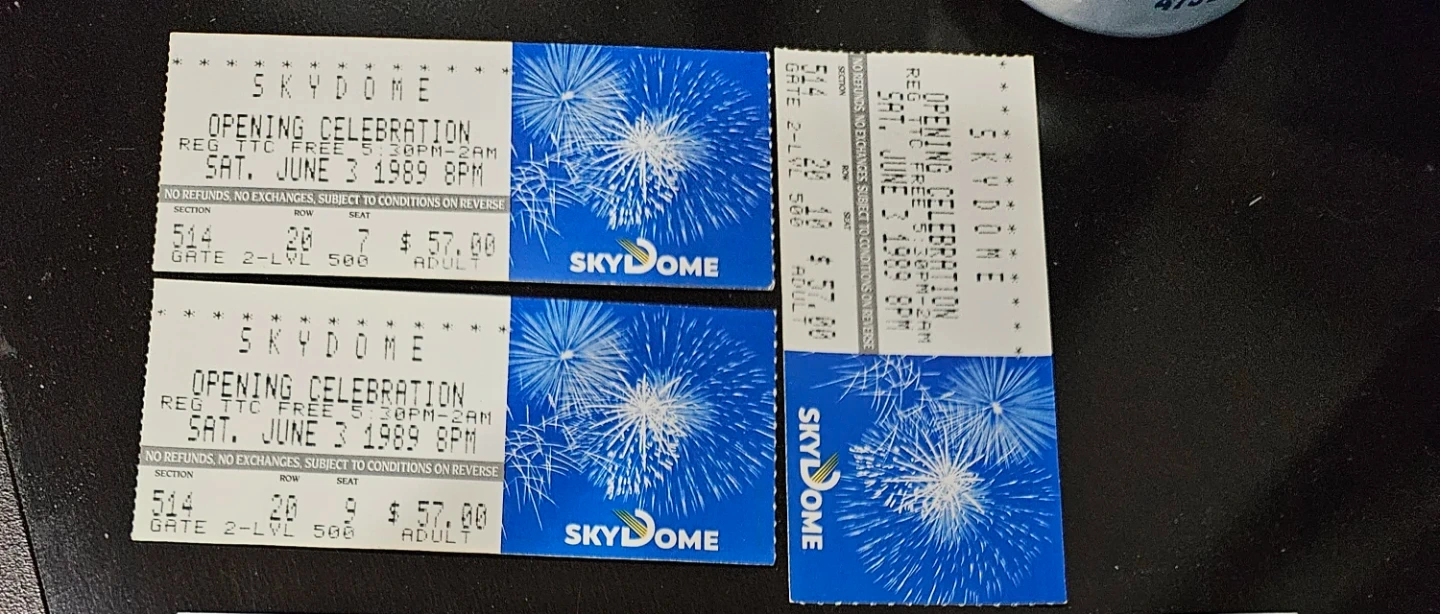 * * * * * * * * * * * * *
S K Y D O M E
OPENING CELEBRATION
REG TTC FREE 5:30PM-2AM
SAT. JUNE 3 1989 8PM
NO REFUNDS, NO EXCHANGES, SUBJECT TO CONDITIONS ON REVERSE
SECTION ROW SEAT
514 20 7 $ 57.00
GATE 2-LVL 500 ADULT
SKYDOME
* * * * * * * * * * * * *
S K Y D O M E
OPENING CELEBRATION
REG TTC FREE 5:30PM-2AM
SAT. JUNE 3 1989 8PM
NO REFUNDS, NO EXCHANGES, SUBJECT TO CONDITIONS ON REVERSE
SECTION ROW SEAT
514 20 9 $ 57.00
GATE 2-LVL 500 ADULT
SKYDOME
* * * * * * * * * * * *
S K Y D O M E
OPENING CELEBRATION
REG TTC FREE 5:30PM-2AM
SAT. JUNE 3 1989 8PM
NO REFUNDS, NO EXCHANGES, SUBJECT TO CONDITIONS ON REVERSE
SECTION ROW SEAT
514 20 10 $ 57.00
GATE 2-LVL 500 ADULT
SKYDOME